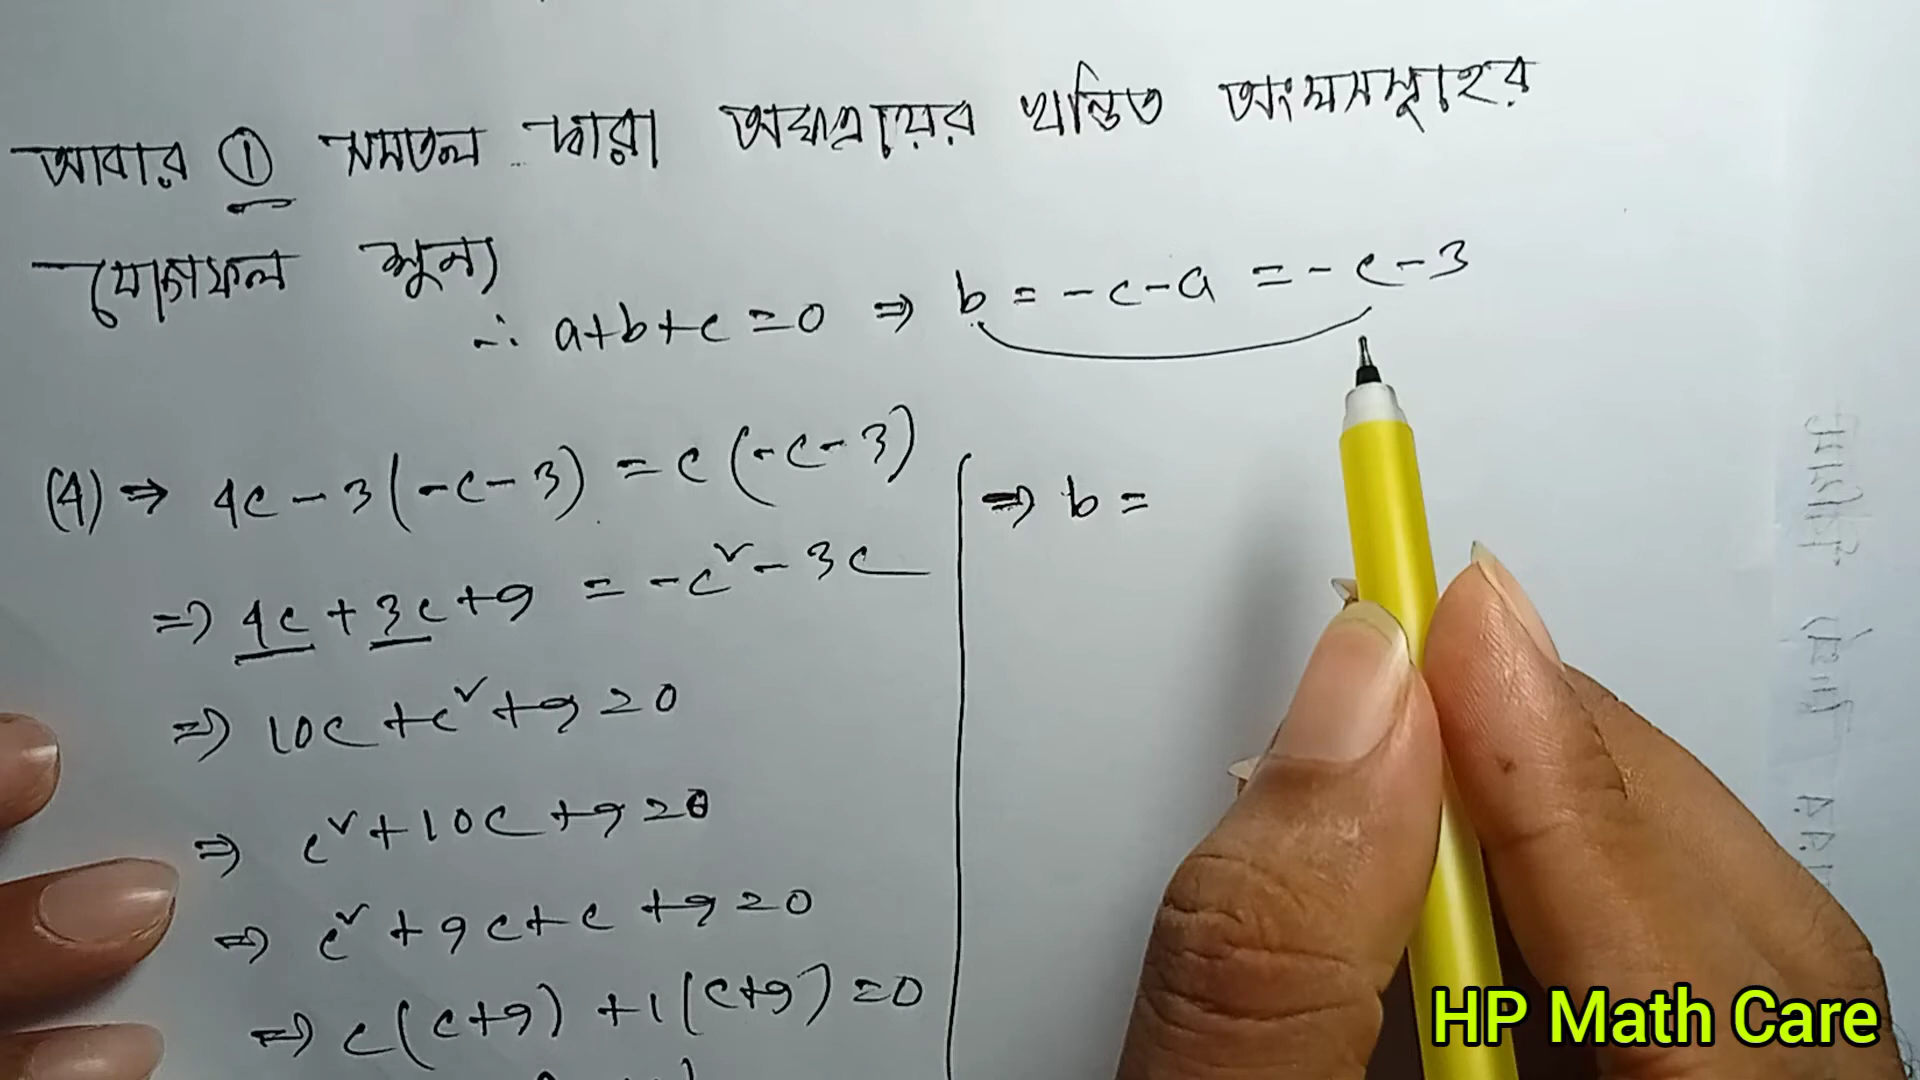 আবার ① সমতল দ্বারা অক্ষত্রয়ের খন্ডিত অংশসমূহের
যোগফল শূন্য
∴ a+b+c=0 ⇒ b = -c-a = -c-3
(4) ⇒ 4c-3(-c-3) = c(-c-3)
⇒ 4c+3c+9 = -c²-3c
⇒ 10c+c²+9=0
⇒ c²+10c+9=0
⇒ c²+9c+c+9=0
⇒ c(c+9)+1(c+9)=0
⇒ b =
HP Math Care